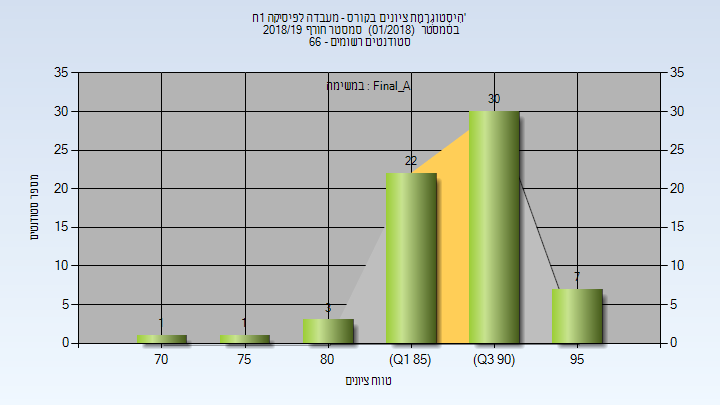 הִיסְטוֹגְרָמַת ציונים בקורס - מעבדה לפיסיקה 1ח'
בסמסטר (01/2018) סמסטר חורף 2018/19
סטודנטים רשומים - 66
במשימה : Final_A
35 35
30 30
25 25
20 20
15 15
10 10
5 5
0 0
1 1 3 22 30 7
70 75 80 (Q1 85) (Q3 90) 95
מספר סטודנטים
טווח ציונים